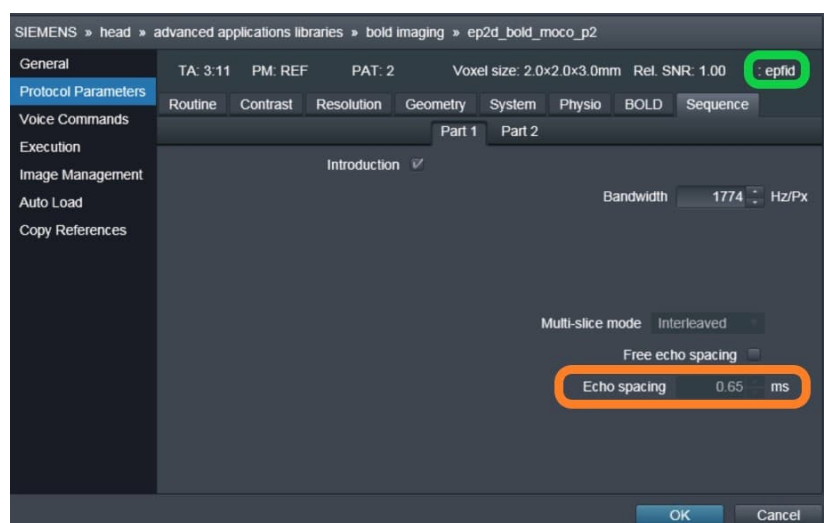 SIEMENS » head » advanced applications libraries » bold imaging » ep2d_bold_moco_p2
General
Protocol Parameters
Voice Commands
Execution
Image Management
Auto Load
Copy References
TA: 3:11 PM: REF PAT: 2 Voxel size: 2.0×2.0×3.0mm Rel. SNR: 1.00 : epfid
Routine Contrast Resolution Geometry System Physio BOLD Sequence
Part 1 Part 2
Introduction
Bandwidth 1774 Hz/Px
Multi-slice mode Interleaved
Free echo spacing
Echo spacing 0.65 ms
OK Cancel